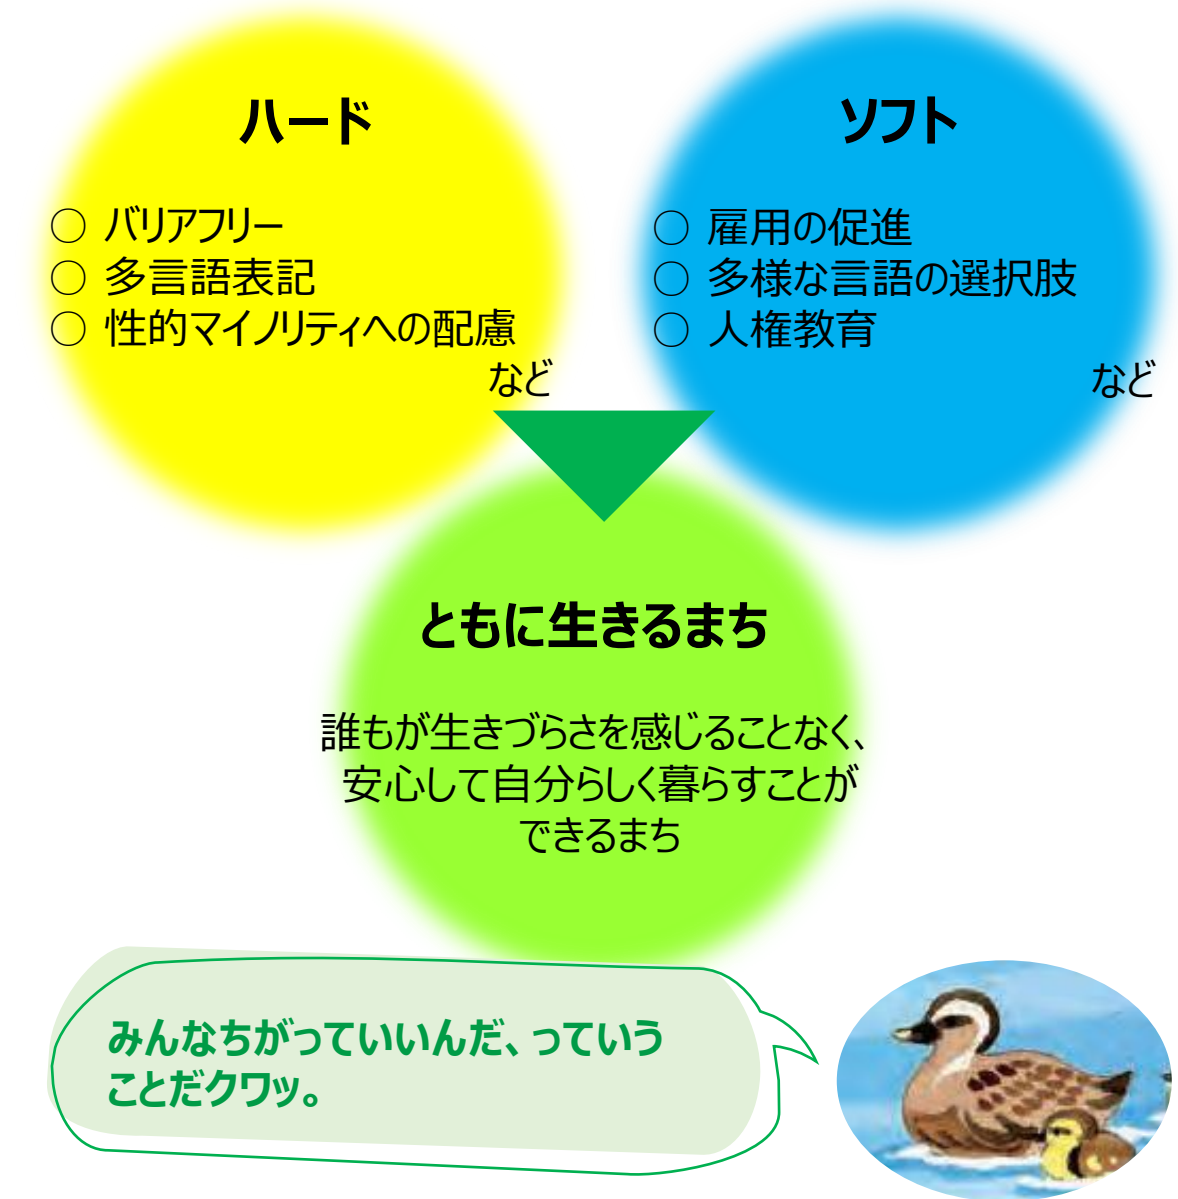 ハード
○ バリアフリー
○ 多言語表記
○ 性的マイノリティへの配慮
など
ソフト
○ 雇用の促進
○ 多様な言語の選択肢
○ 人権教育
など
ともに生きるまち
誰もが生きづらさを感じることなく、
安心して自分らしく暮らすことが
できるまち
みんなちがっていいんだ、っていう
ことだクワッ。